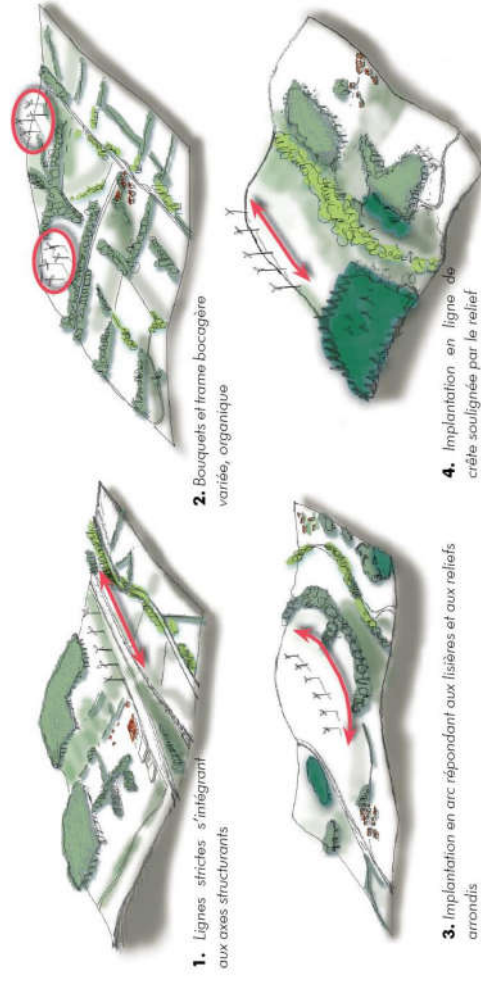 1. Lignes strictes s'intégrant
aux axes structurants
2. Bouquets et trame bocagère
variée, organique
3. Implantation en arc répondant aux lisières et aux reliefs
arrondis
4. Implantation en ligne de
crête soulignée par le relief